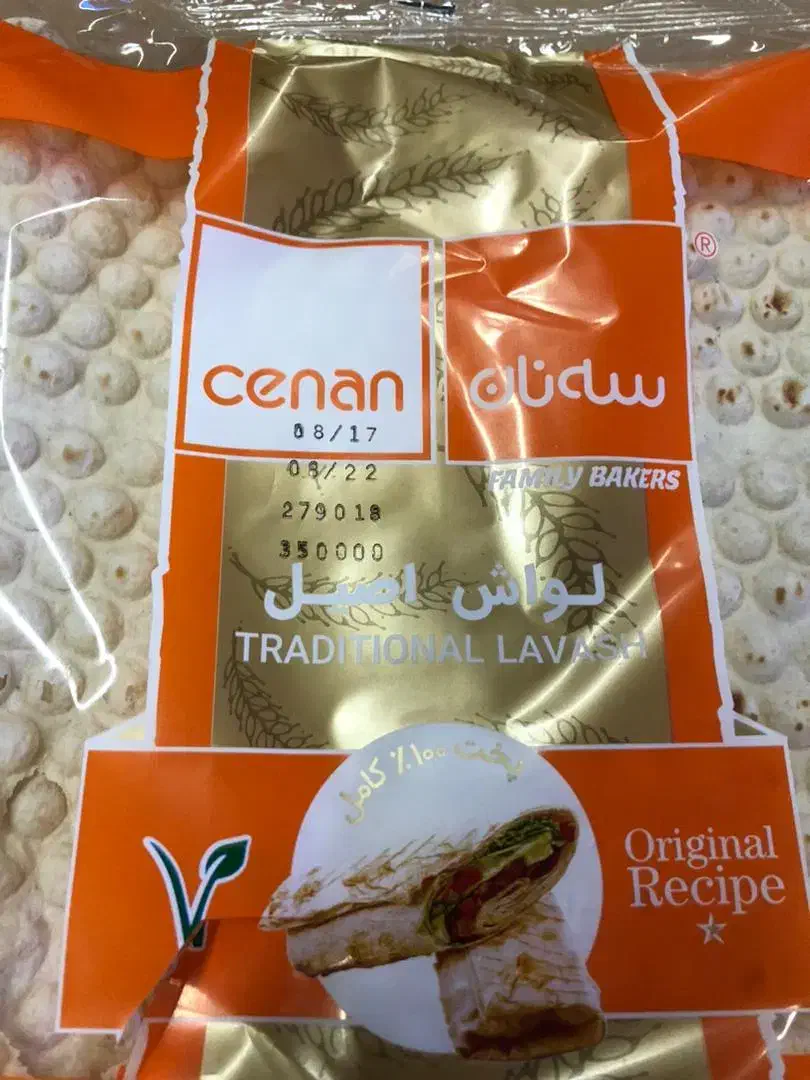 ®
cenan
سه‌نان
08/17
08/22
FAMILY BAKERS
279018
350000
لواش اصیل
TRADITIONAL LAVASH
پخت ۱۰۰٪ کامل
Original
Recipe